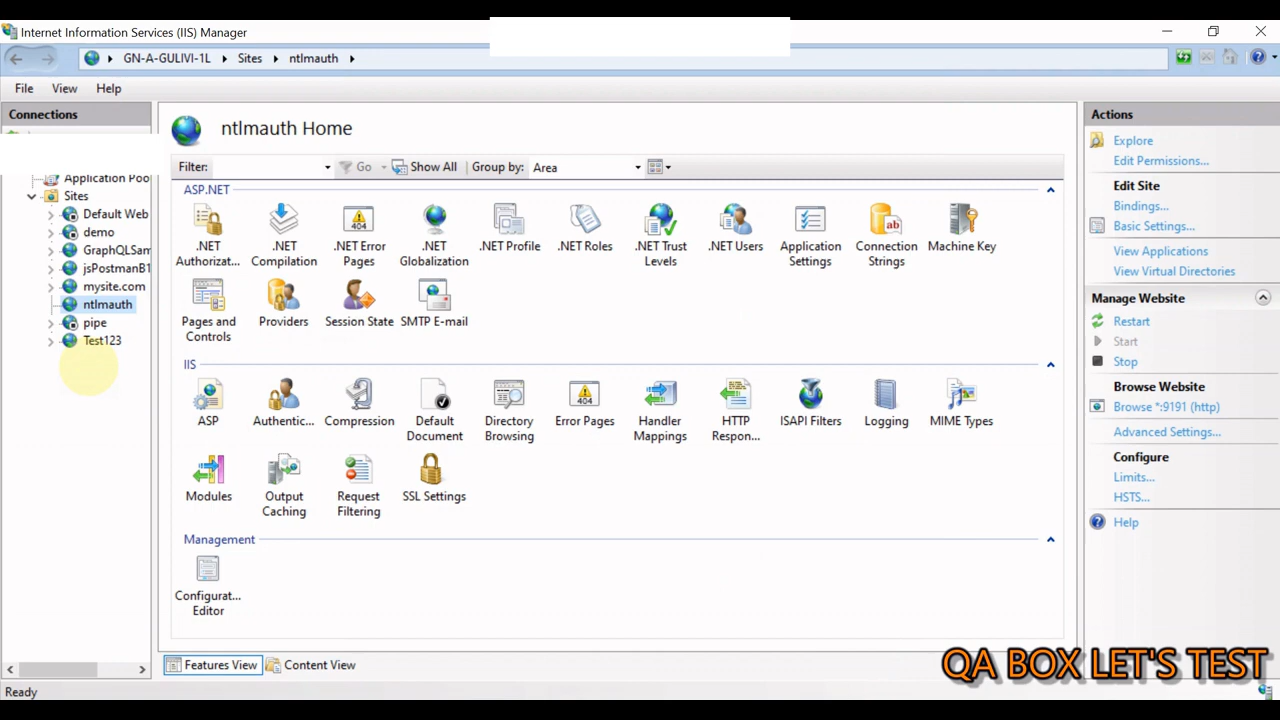 Internet Information Services (IIS) Manager
GN-A-GULIVI-1L
Sites
ntlmauth
File
View
Help
Connections
Application Poo
Sites
Default Web
demo
GraphQLSam
jsPostmanB1
mysite.com
ntlmauth
pipe
Test123
ntlmauth Home
Filter:
Go
Show All
Group by:
Area
ASP.NET
.NET
Authorizat...
.NET
Compilation
.NET Error
Pages
.NET
Globalization
.NET Profile
.NET Roles
.NET Trust
Levels
.NET Users
Application
Settings
Connection
Strings
Machine Key
Pages and
Controls
Providers
Session State
SMTP E-mail
IIS
ASP
Authentic...
Compression
Default
Document
Directory
Browsing
Error Pages
Handler
Mappings
HTTP
Respon...
ISAPI Filters
Logging
MIME Types
Modules
Output
Caching
Request
Filtering
SSL Settings
Management
Configurat...
Editor
Features View
Content View
Actions
Explore
Edit Permissions...
Edit Site
Bindings...
Basic Settings...
View Applications
View Virtual Directories
Manage Website
Restart
Start
Stop
Browse Website
Browse *:9191 (http)
Advanced Settings...
Configure
Limits...
HSTS...
Help
QA BOX LET'S TEST
Ready